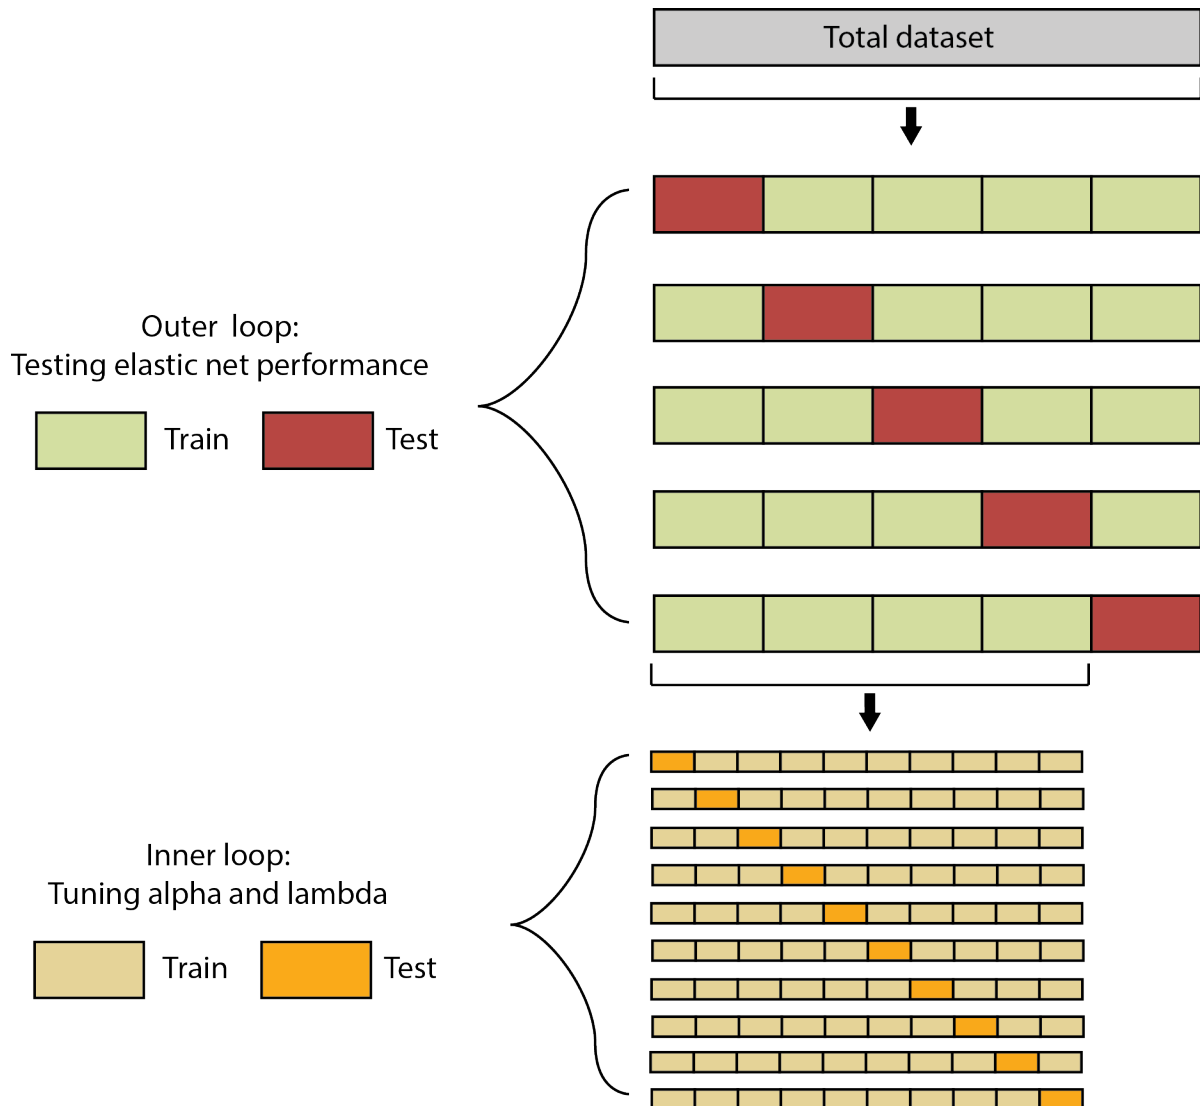 Total dataset
Outer loop:
Testing elastic net performance
Train
Test
Inner loop:
Tuning alpha and lambda
Train
Test